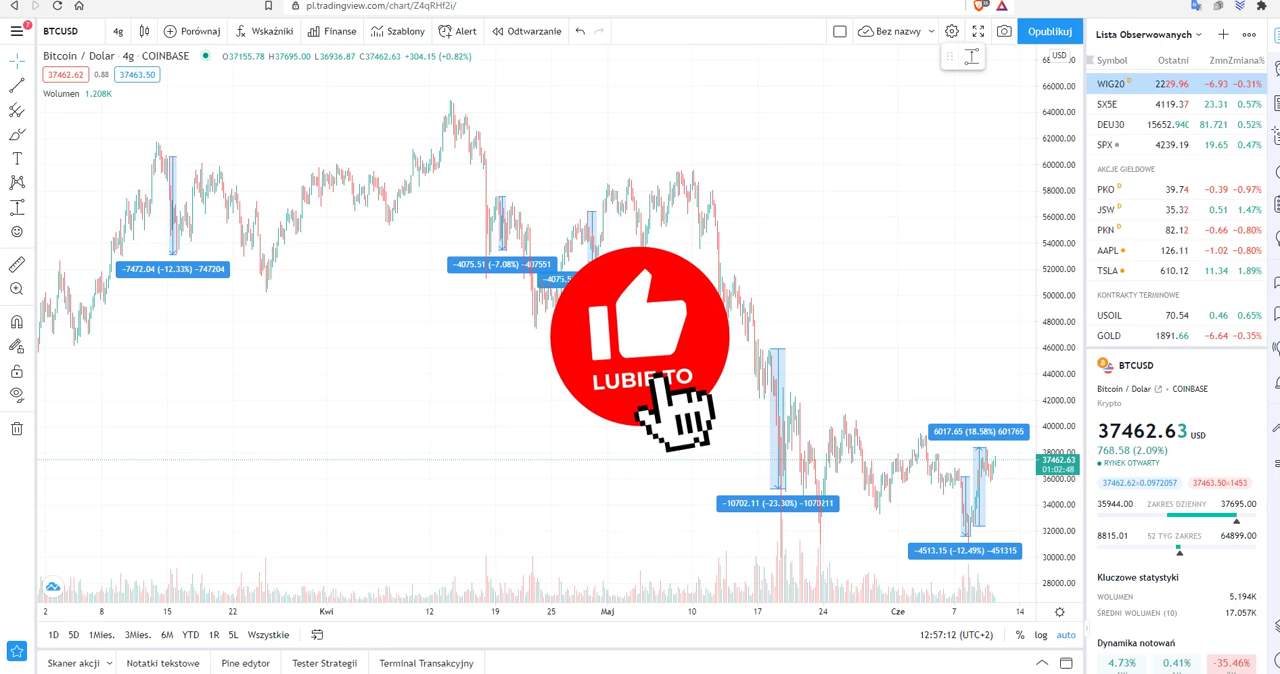 pl.tradingview.com/chart/Z4qRHf2i/
7
BTCUSD 4g Porównaj Wskaźniki Finanse Szablony Alert Odtwarzanie Bez nazwy Opublikuj
Bitcoin / Dolar · 4g · COINBASE O37155.78 H37695.00 L36936.87 C37462.63 +304.15 (+0.82%)
37462.62 0.88 37463.50
Wolumen 1.208K
USD
66000.00
64000.00
62000.00
60000.00
58000.00
56000.00
54000.00
52000.00
50000.00
48000.00
46000.00
44000.00
42000.00
40000.00
38000.00
37462.63
01:02:48
36000.00
34000.00
32000.00
30000.00
28000.00
−7472.04 (−12.33%) −747204
−4075.51 (−7.08%) −407551
LUBIĘ TO
6017.65 (18.58%) 601765
−10702.11 (−23.30%) −1070211
−4513.15 (−12.49%) −451315
2 8 15 22 Kwi 12 19 25 Maj 10 17 24 Cze 7 14
1D 5D 1Mies. 3Mies. 6M YTD 1R 5L Wszystkie 12:57:12 (UTC+2) % log auto
Skaner akcji Notatki tekstowe Pine edytor Tester Strategii Terminal Transakcyjny
Lista Obserwowanych
Symbol Ostatni Zmn Zmiana%
WIG20 D 2229.96 −6.93 −0.31%
SX5E 4119.37 23.31 0.57%
DEU30 15652.940 81.721 0.52%
SPX 4239.19 19.65 0.47%
AKCJE GIEŁDOWE
PKO D 39.74 −0.39 −0.97%
JSW D 35.32 0.51 1.47%
PKN D 82.12 −0.66 −0.80%
AAPL 126.11 −1.02 −0.80%
TSLA 610.12 11.34 1.89%
KONTRAKTY TERMINOWE
USOIL 70.54 0.46 0.65%
GOLD 1891.66 −6.64 −0.35%
BTCUSD
Bitcoin / Dolar · COINBASE
Krypto
37462.63 USD
768.58 (2.09%)
RYNEK OTWARTY
37462.62×0.0972057 37463.50×1453
35944.00 ZAKRES DZIENNY 37695.00
8815.01 52 TYG ZAKRES 64899.00
Kluczowe statystyki
WOLUMEN 5.194K
ŚREDNI WOLUMEN (10) 17.057K
Dynamika notowań
4.73% 0.41% −35.46%